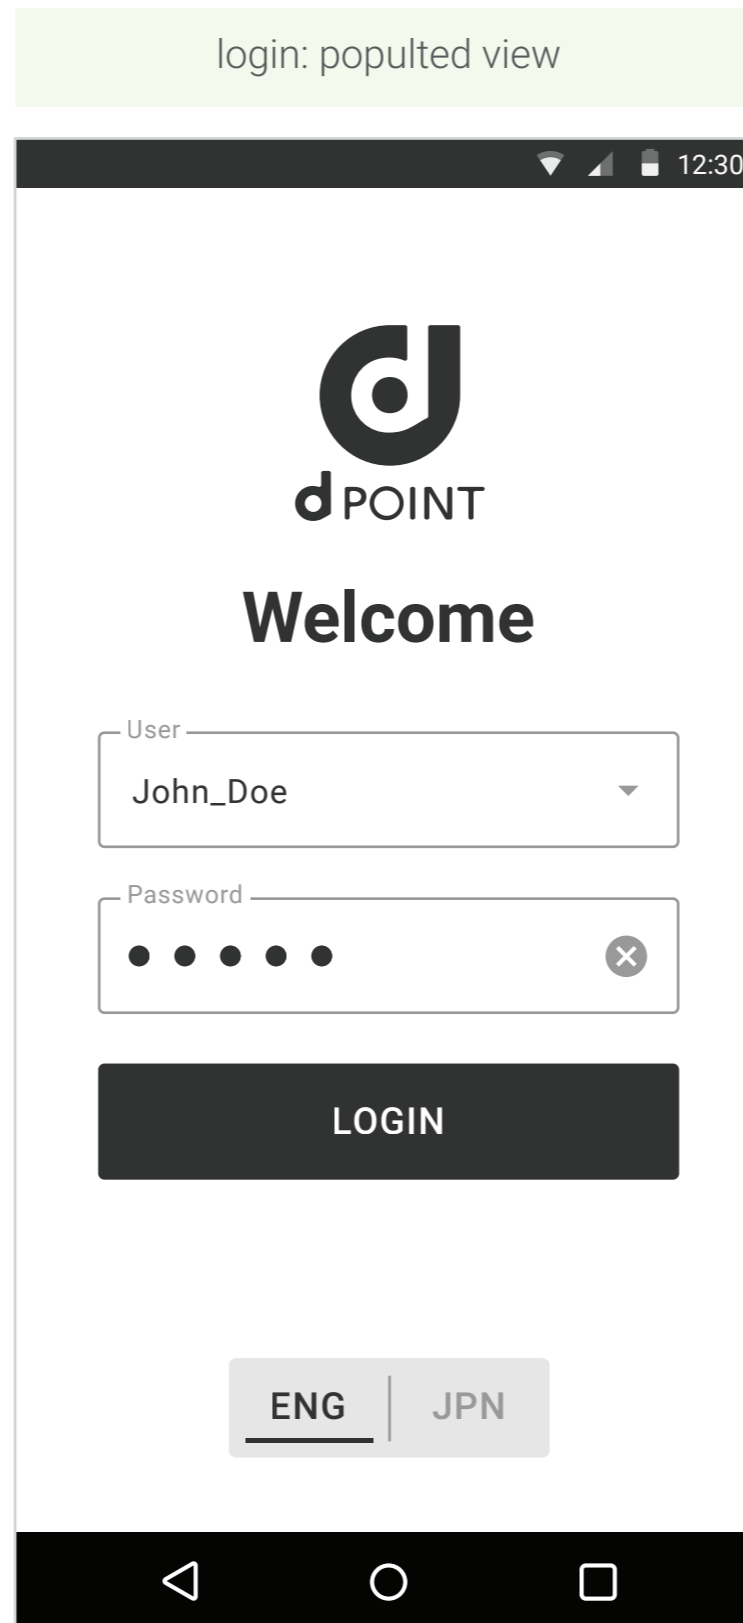 login: populted view
12:30
d POINT
Welcome
User
John_Doe
Password
LOGIN
ENG
JPN